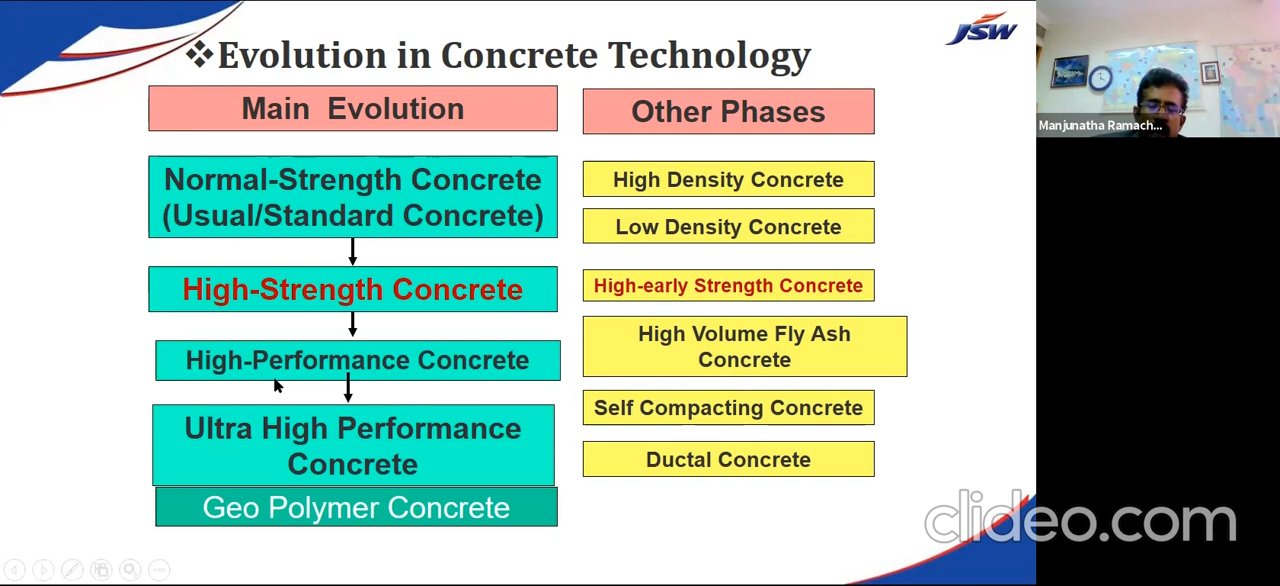 ❖Evolution in Concrete Technology
JSW
Main Evolution
Other Phases
Normal-Strength Concrete
(Usual/Standard Concrete)
High-Strength Concrete
High-Performance Concrete
Ultra High Performance
Concrete
Geo Polymer Concrete
High Density Concrete
Low Density Concrete
High-early Strength Concrete
High Volume Fly Ash
Concrete
Self Compacting Concrete
Ductal Concrete
Manjunatha Ramach...
clideo.com